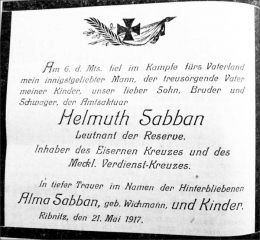 Am 6. d. Mts. fiel im Kampfe fürs Vaterland
mein innigstgeliebter Mann, der treusorgende Vater
meiner Kinder, unser lieber Sohn, Bruder und
Schwager, der Amtsaktuar
Helmuth Sabban
Leutnant der Reserve.
Inhaber des Eisernen Kreuzes und des
Meckl. Verdienst-Kreuzes.
In tiefer Trauer im Namen der Hinterbliebenen
Alma Sabban, geb. Wichmann, und Kinder.
Ribnitz, den 21. Mai 1917.